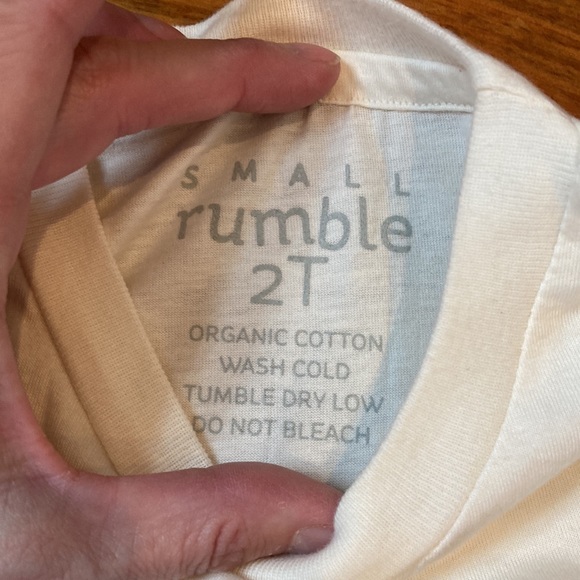 SMALL
rumble
2T
ORGANIC COTTON
WASH COLD
TUMBLE DRY LOW
DO NOT BLEACH